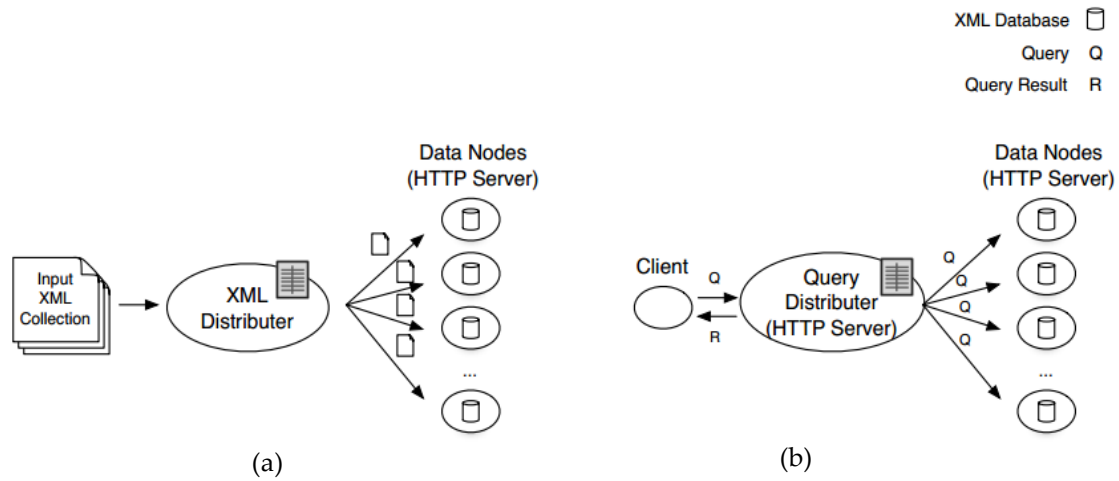 XML Database
Query Q
Query Result R
Data Nodes
(HTTP Server)
Input
XML
Collection
XML
Distributer
...
(a)
Data Nodes
(HTTP Server)
Client
Q
R
Query
Distributer
(HTTP Server)
Q
Q
Q
Q
...
(b)